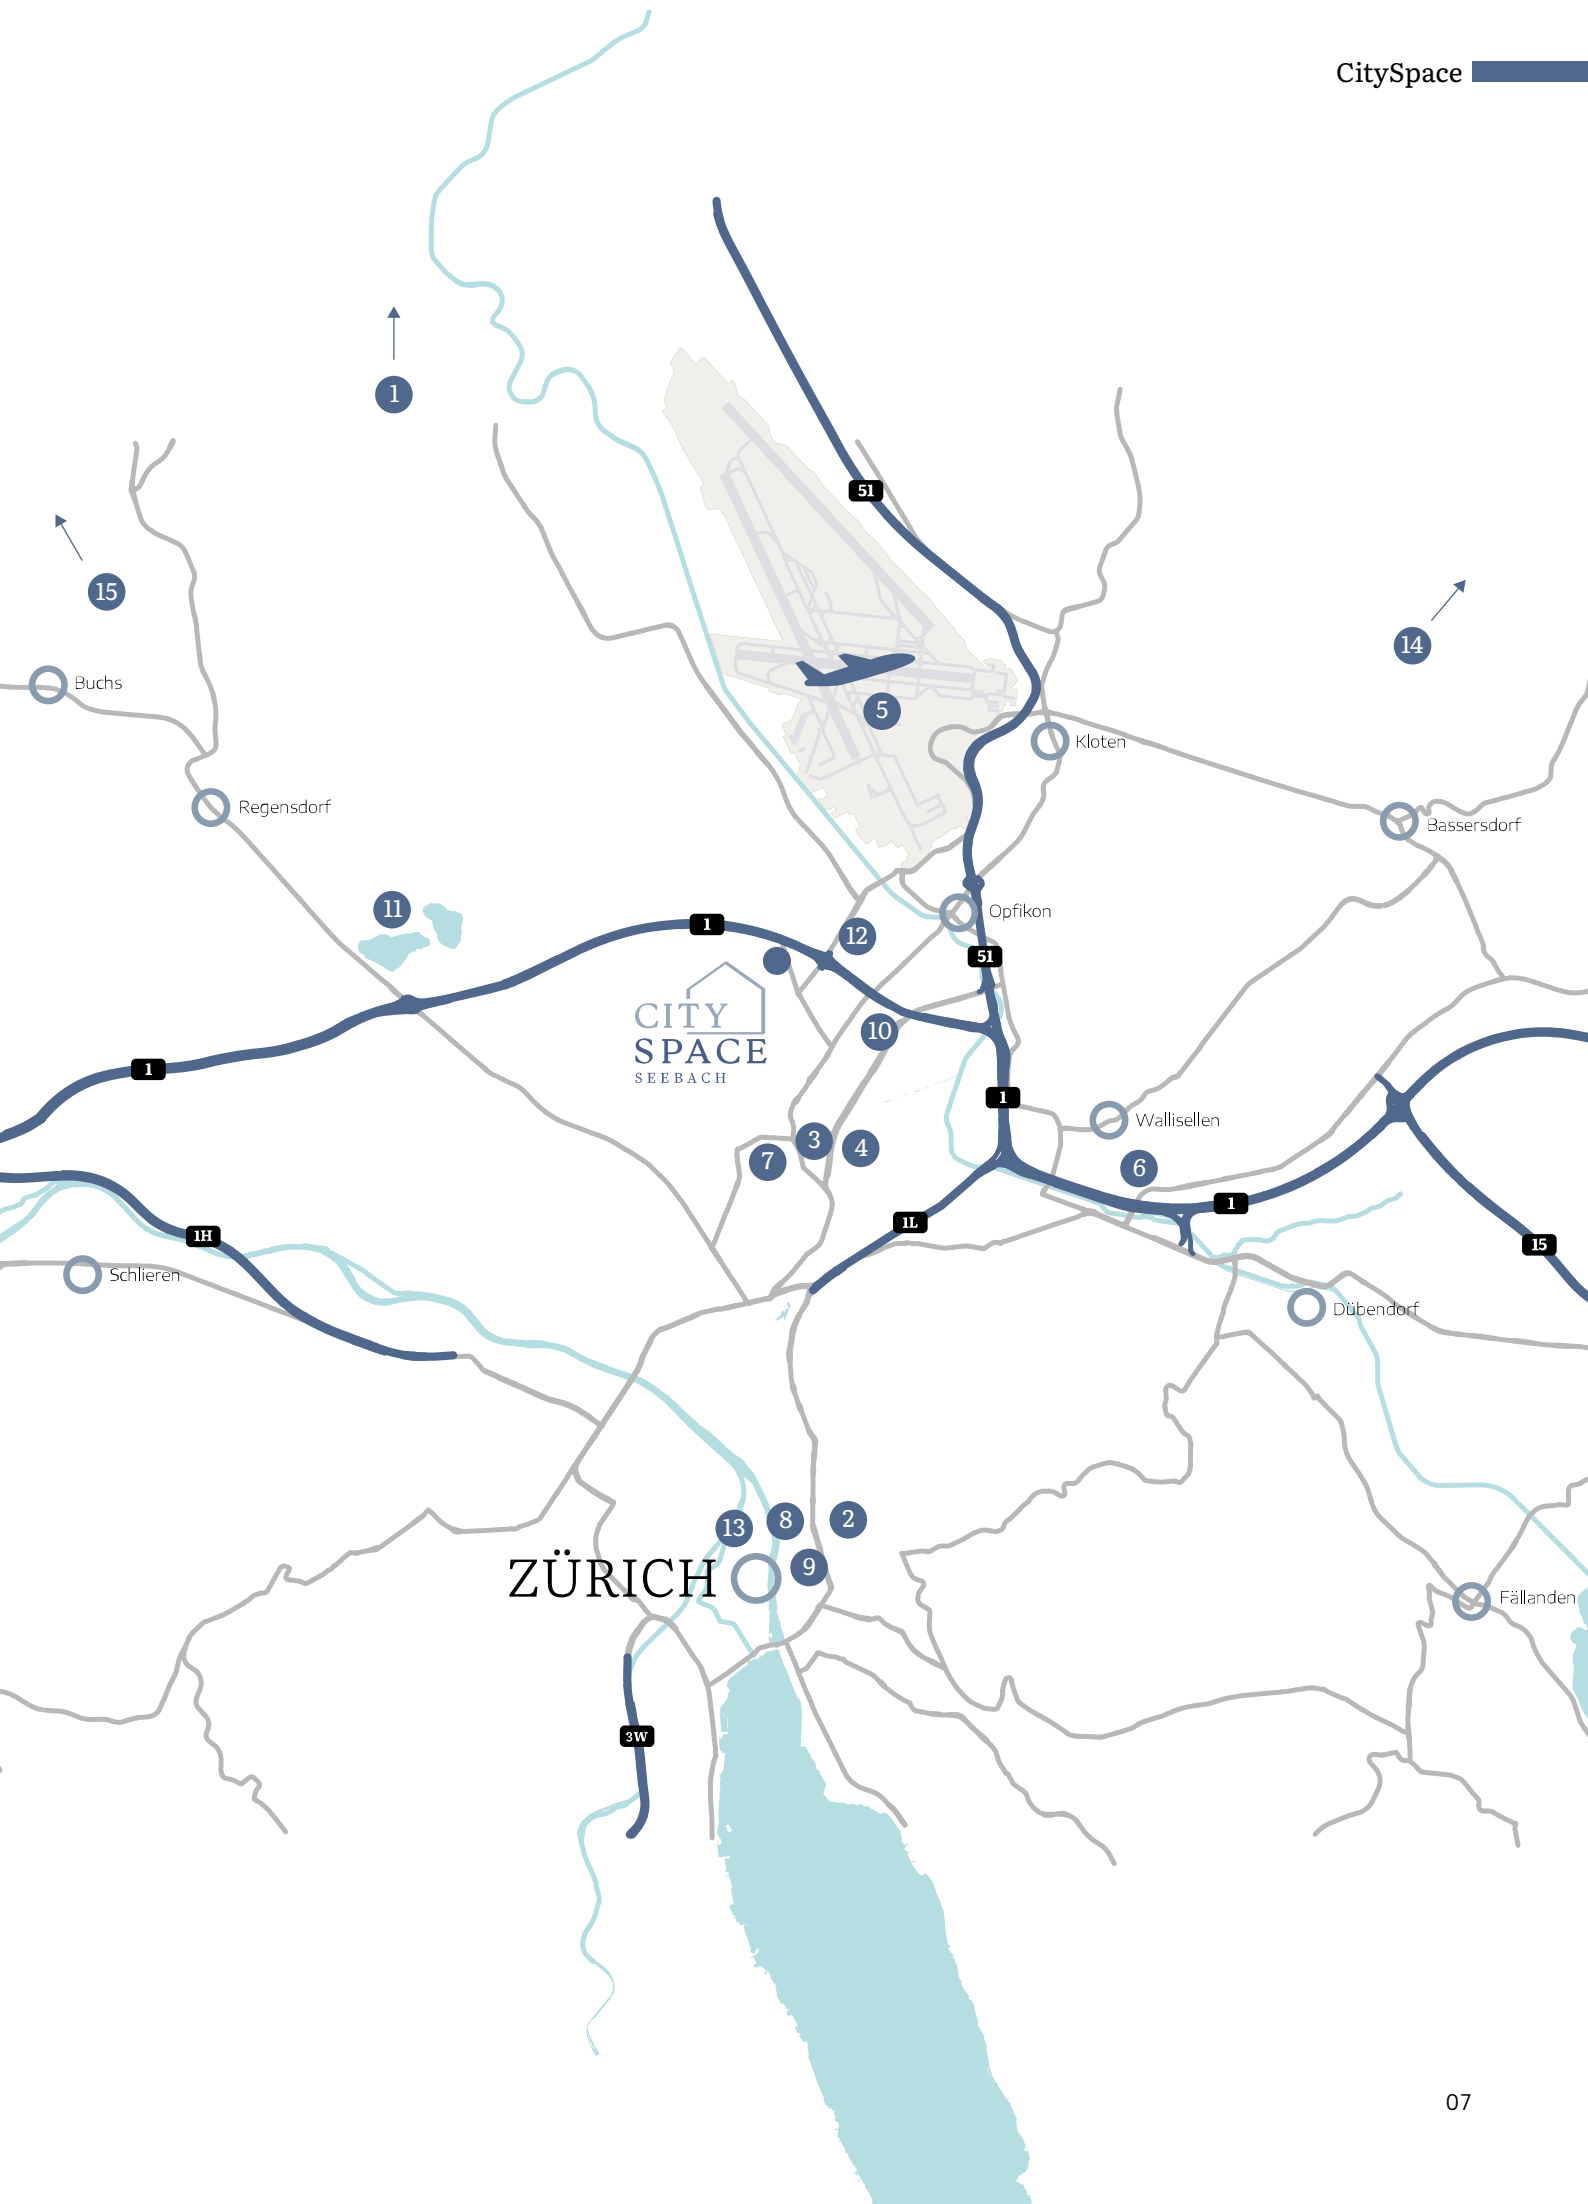 CitySpace
1
51
15
14
Buchs
5
Kloten
Regensdorf
Bassersdorf
11
Opfikon
1
12
51
CITY
SPACE
SEEBACH
10
1
1
Wallisellen
3
4
7
6
1
1L
1H
15
Schlieren
Dübendorf
13
8
2
9
ZÜRICH
Fällanden
3W
07